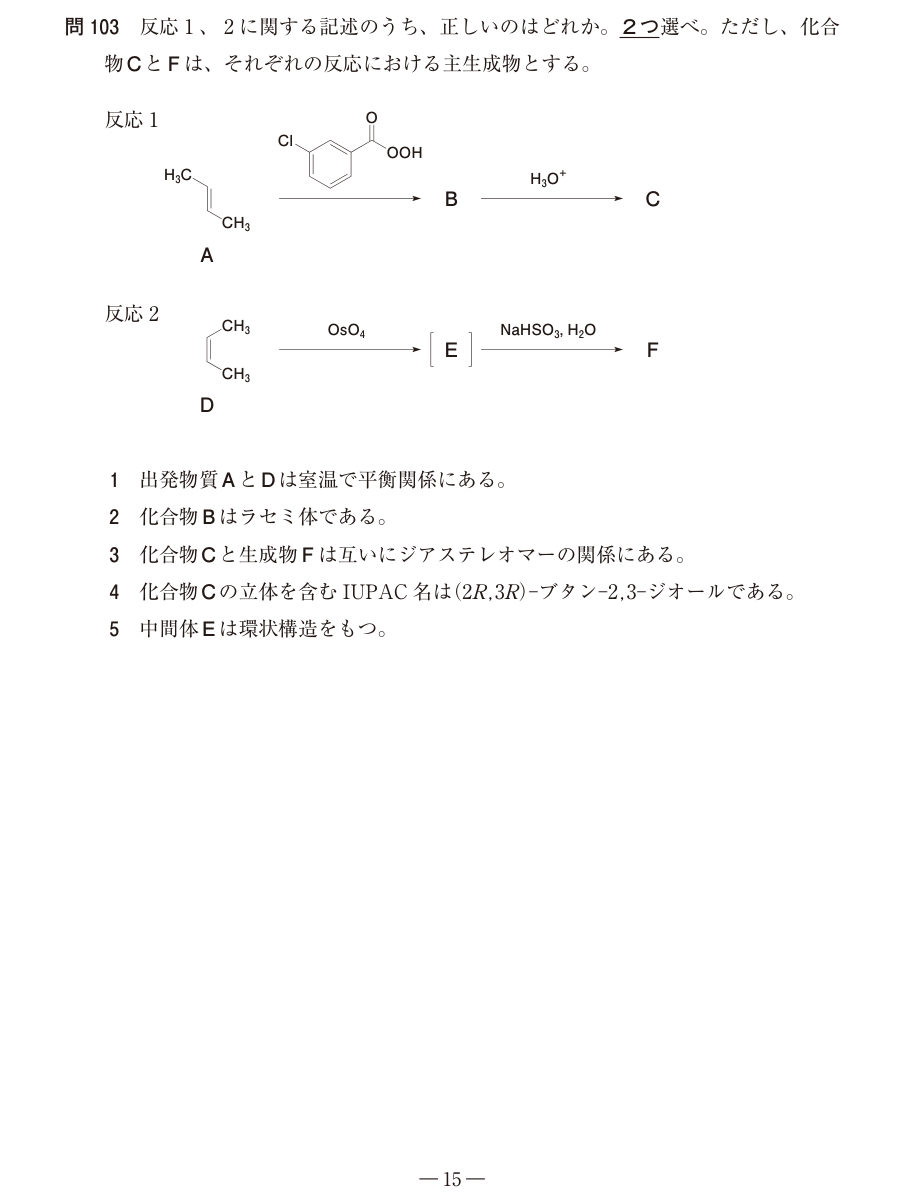 問 103 反応 1 、 2 に関する記述のうち、正しいのはどれか。2つ選べ。ただし、化合
物CとFは、それぞれの反応における主生成物とする。
反応 1
O
Cl
OOH
H₃C
CH₃
H₃O⁺
B
C
A
反応 2
CH₃
CH₃
OsO₄
E
NaHSO₃, H₂O
F
D
1 出発物質AとDは室温で平衡関係にある。
2 化合物Bはラセミ体である。
3 化合物Cと生成物Fは互いにジアステレオマーの関係にある。
4 化合物Cの立体を含む IUPAC 名は(2R,3R)-ブタン-2,3-ジオールである。
5 中間体Eは環状構造をもつ。
― 15 ―